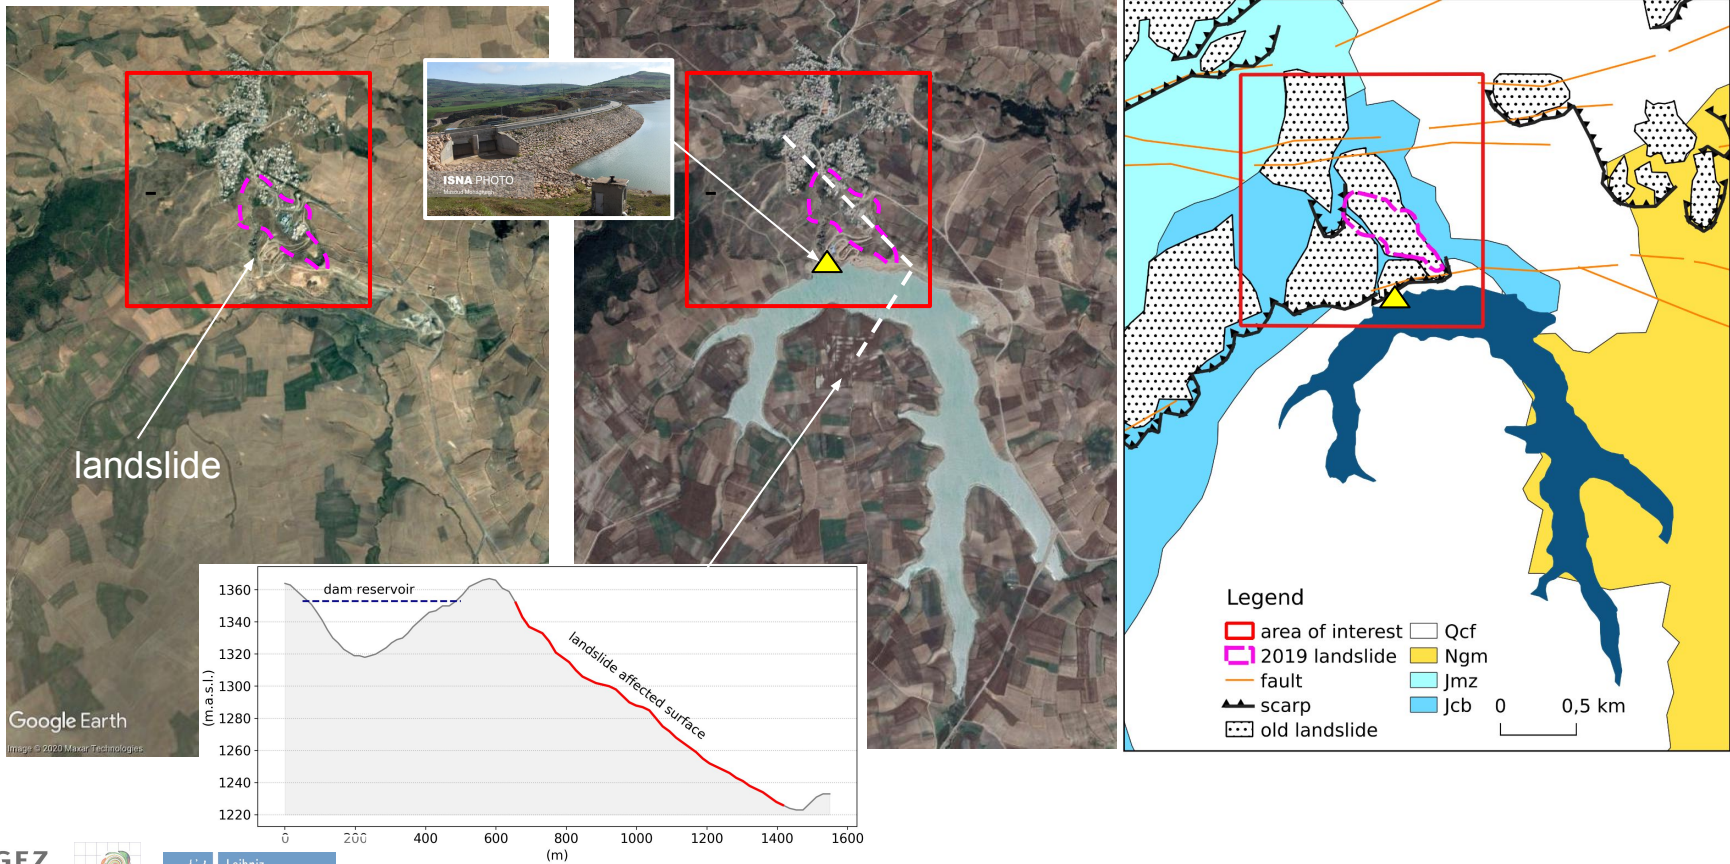 ISNA PHOTO
landslide
Google Earth
Image © 2020 Maxar Technologies
dam reservoir
landslide affected surface
(m.a.s.l.)
1360
1340
1320
1300
1280
1260
1240
1220
0 200 400 600 800 1000 1200 1400 1600
(m)
Legend
area of interest
2019 landslide
fault
scarp
old landslide
Qcf
Ngm
Jmz
Jcb
0 0,5 km
GFZ
Leibniz